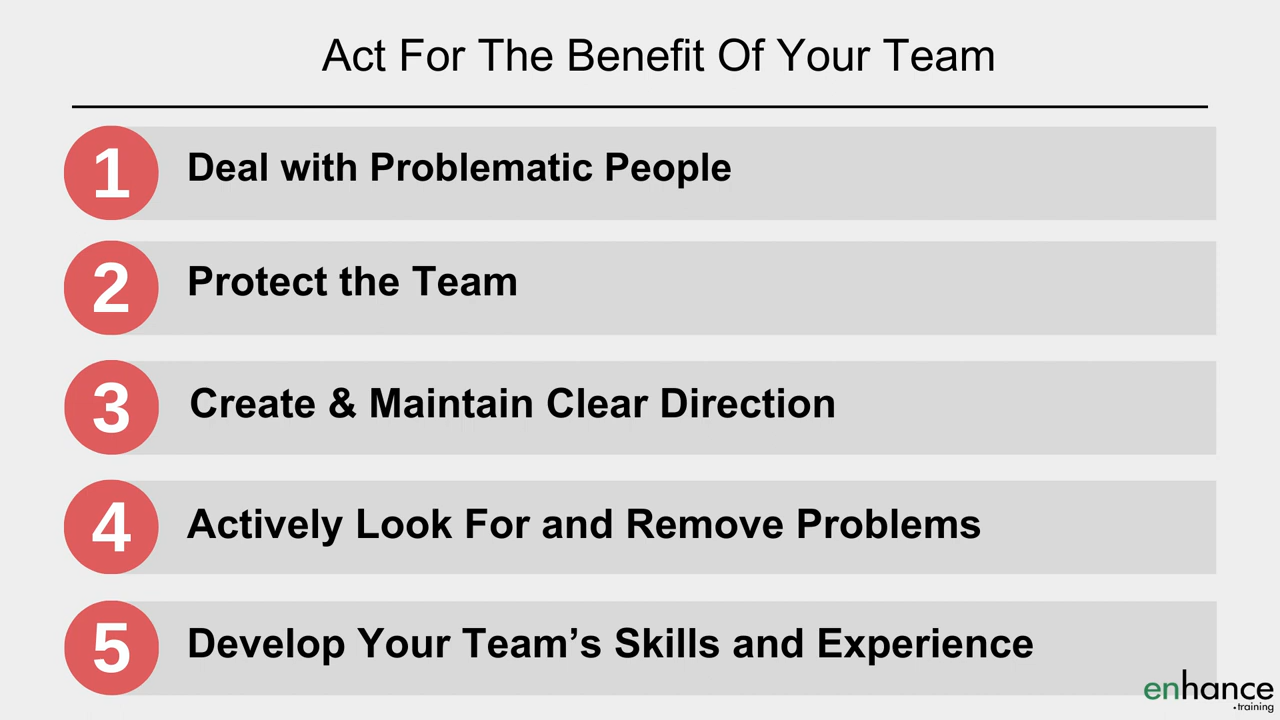 Act For The Benefit Of Your Team
1 Deal with Problematic People
2 Protect the Team
3 Create & Maintain Clear Direction
4 Actively Look For and Remove Problems
5 Develop Your Team’s Skills and Experience
enhance
•training